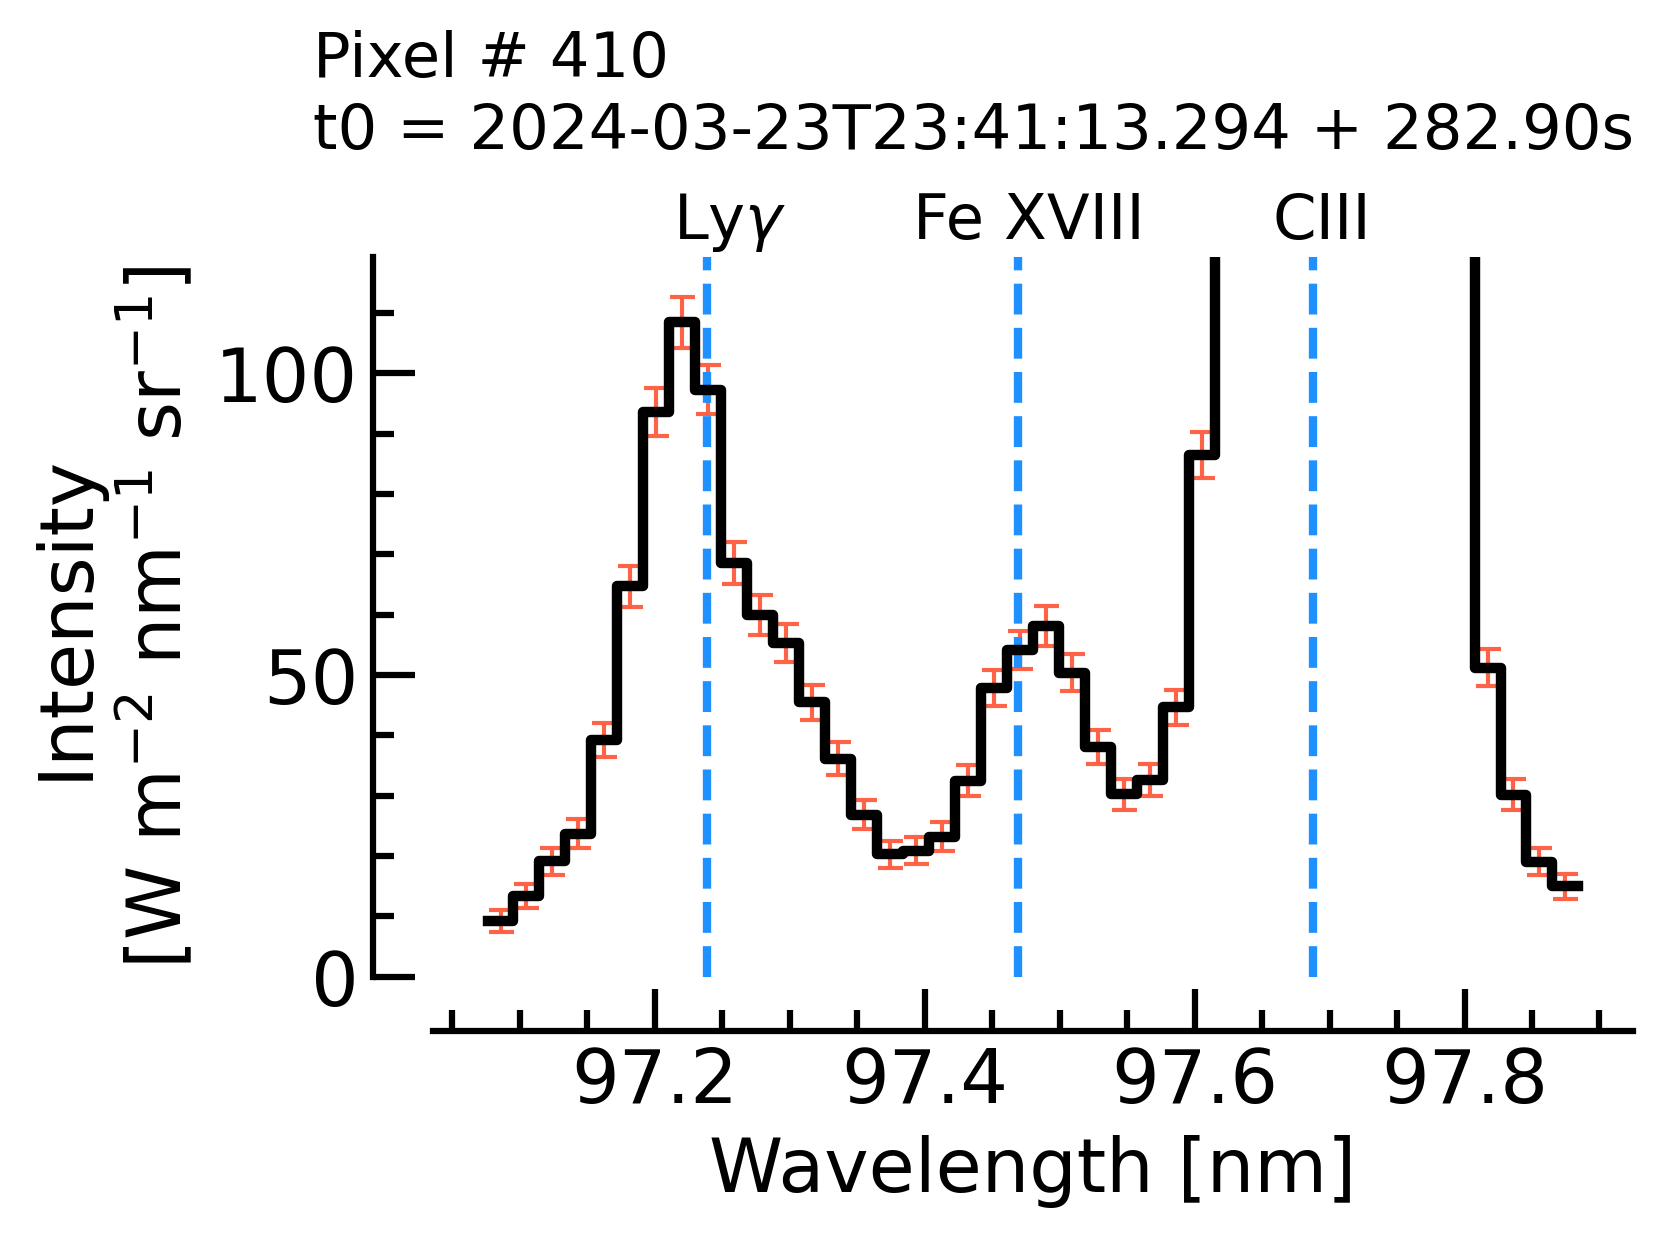 Pixel # 410
t0 = 2024-03-23T23:41:13.294 + 282.90s
Lyγ Fe XVIII CIII
Intensity
[W m⁻² nm⁻¹ sr⁻¹]
100
50
0
97.2 97.4 97.6 97.8
Wavelength [nm]